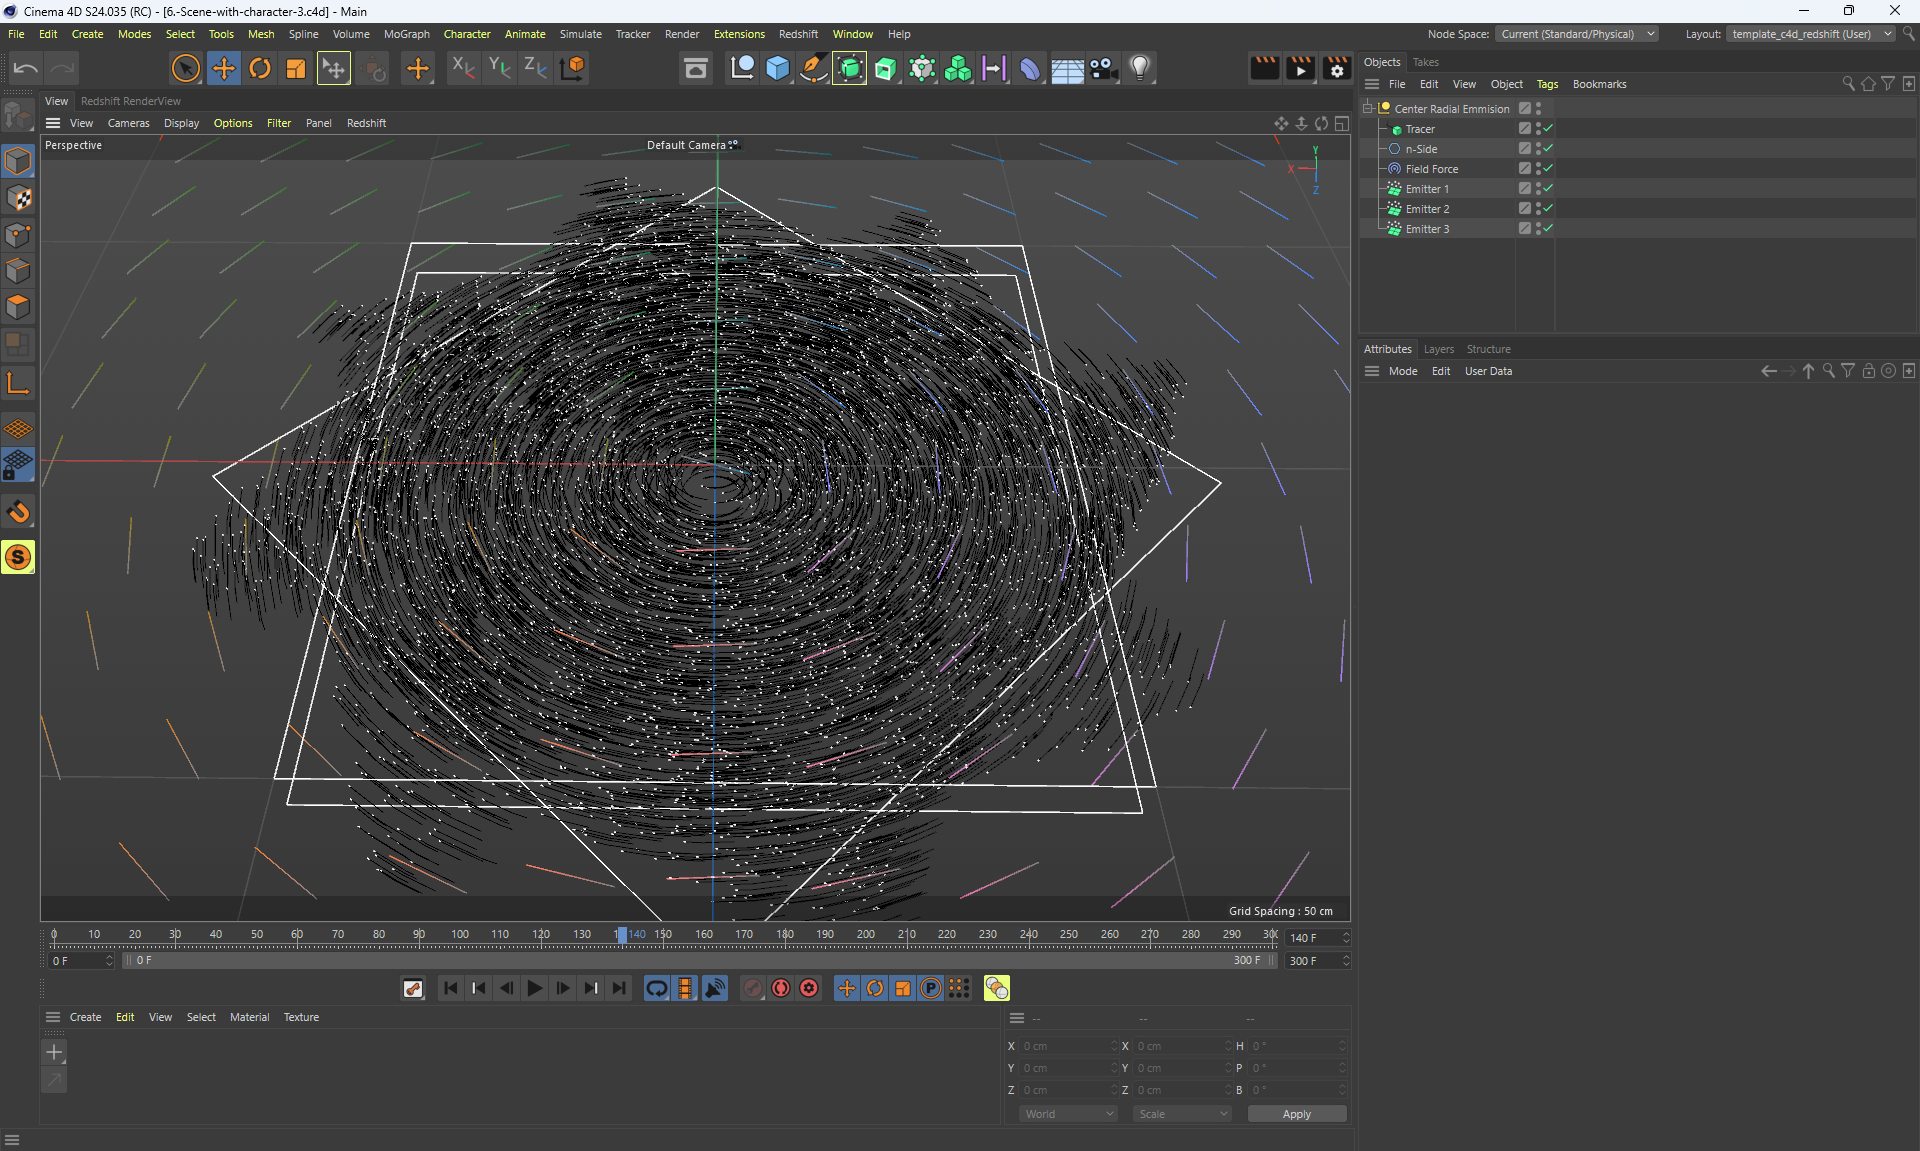 Cinema 4D S24.035 (RC) - [6.-Scene-with-character-3.c4d] - Main
File Edit Create Modes Select Tools Mesh Spline Volume MoGraph Character Animate Simulate Tracker Render Extensions Redshift Window Help
Node Space: Current (Standard/Physical) Layout: template_c4d_redshift (User)
X Y Z
Objects Takes
File Edit View Object Tags Bookmarks
View Redshift RenderView
View Cameras Display Options Filter Panel Redshift
Perspective
Default Camera
Y
X
Z
Center Radial Emmision
Tracer
n-Side
Field Force
Emitter 1
Emitter 2
Emitter 3
Attributes Layers Structure
Mode Edit User Data
S
Grid Spacing : 50 cm
0 10 20 30 40 50 60 70 80 90 100 110 120 130 140 150 160 170 180 190 200 210 220 230 240 250 260 270 280 290 140 F
0 F 0 F 300 F 300 F
P
Create Edit View Select Material Texture
-- -- --
X 0 cm X 0 cm H 0 °
Y 0 cm Y 0 cm P 0 °
Z 0 cm Z 0 cm B 0 °
World Scale Apply